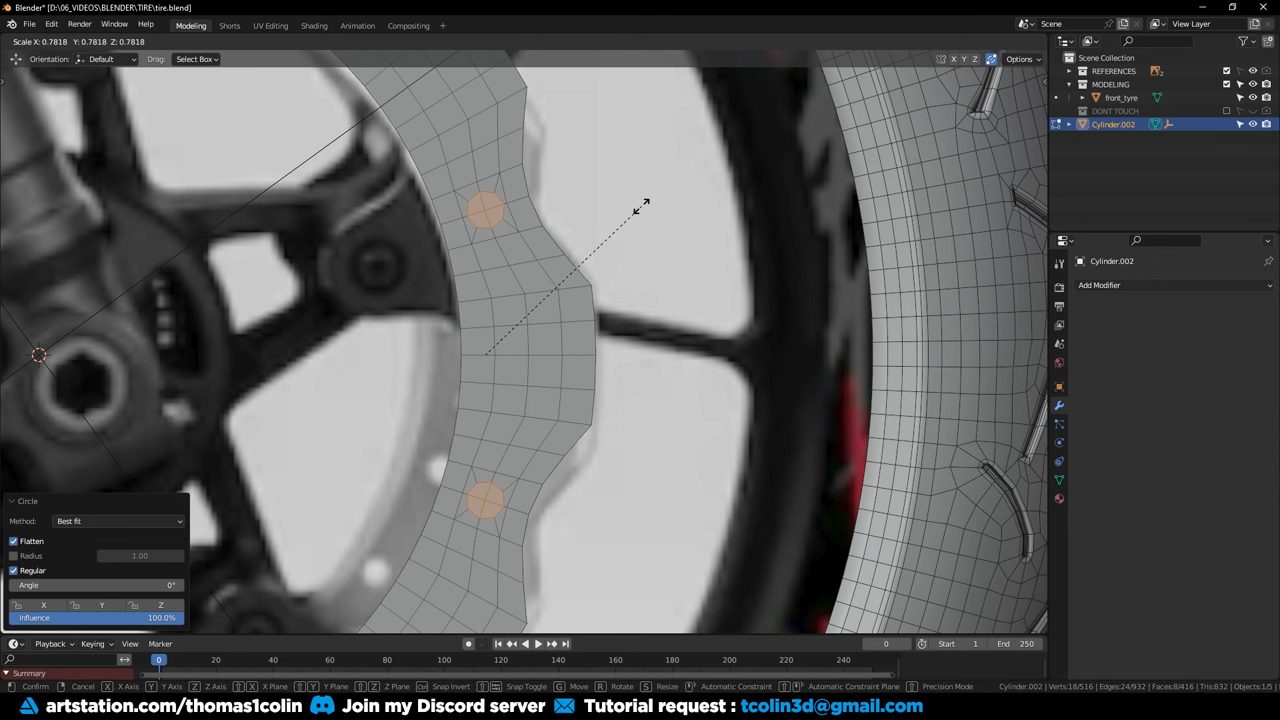 Blender* [D:\06_VIDEOS\BLENDER\TIRE\tire.blend]
File Edit Render Window Help Modeling Sculpting UV Editing Shading Animation Compositing + Scene View Layer
Scale X: 0.7818 Y: 0.7818 Z: 0.7818
Orientation: Default Drag: Select Box X Y Z Options
Scene Collection
REFERENCES 2
MODELING
front_tyre
DONT TOUCH
Cylinder.002
Cylinder.002
Add Modifier
Circle
Method: Best fit
Flatten
Radius 1.00
Regular
Angle 0°
X Y Z
Influence 100.0%
Playback Keying View Marker 0 Start 1 End 250
0 20 40 60 80 100 120 140 160 180 200 220 240
Summary
Confirm Cancel X X Axis Y Y Axis Z Z Axis X X Plane Y Y Plane Z Z Plane Ctrl Snap Invert Snap Toggle G Move R Rotate S Resize Automatic Constraint Automatic Constraint Plane Precision Mode Cylinder.002 | Verts:18/516 | Edges:24/932 | Faces:8/416 | Tris:832 | Objects:1/5 |
artstation.com/thomas1colin Join my Discord server Tutorial request : tcolin3d@gmail.com